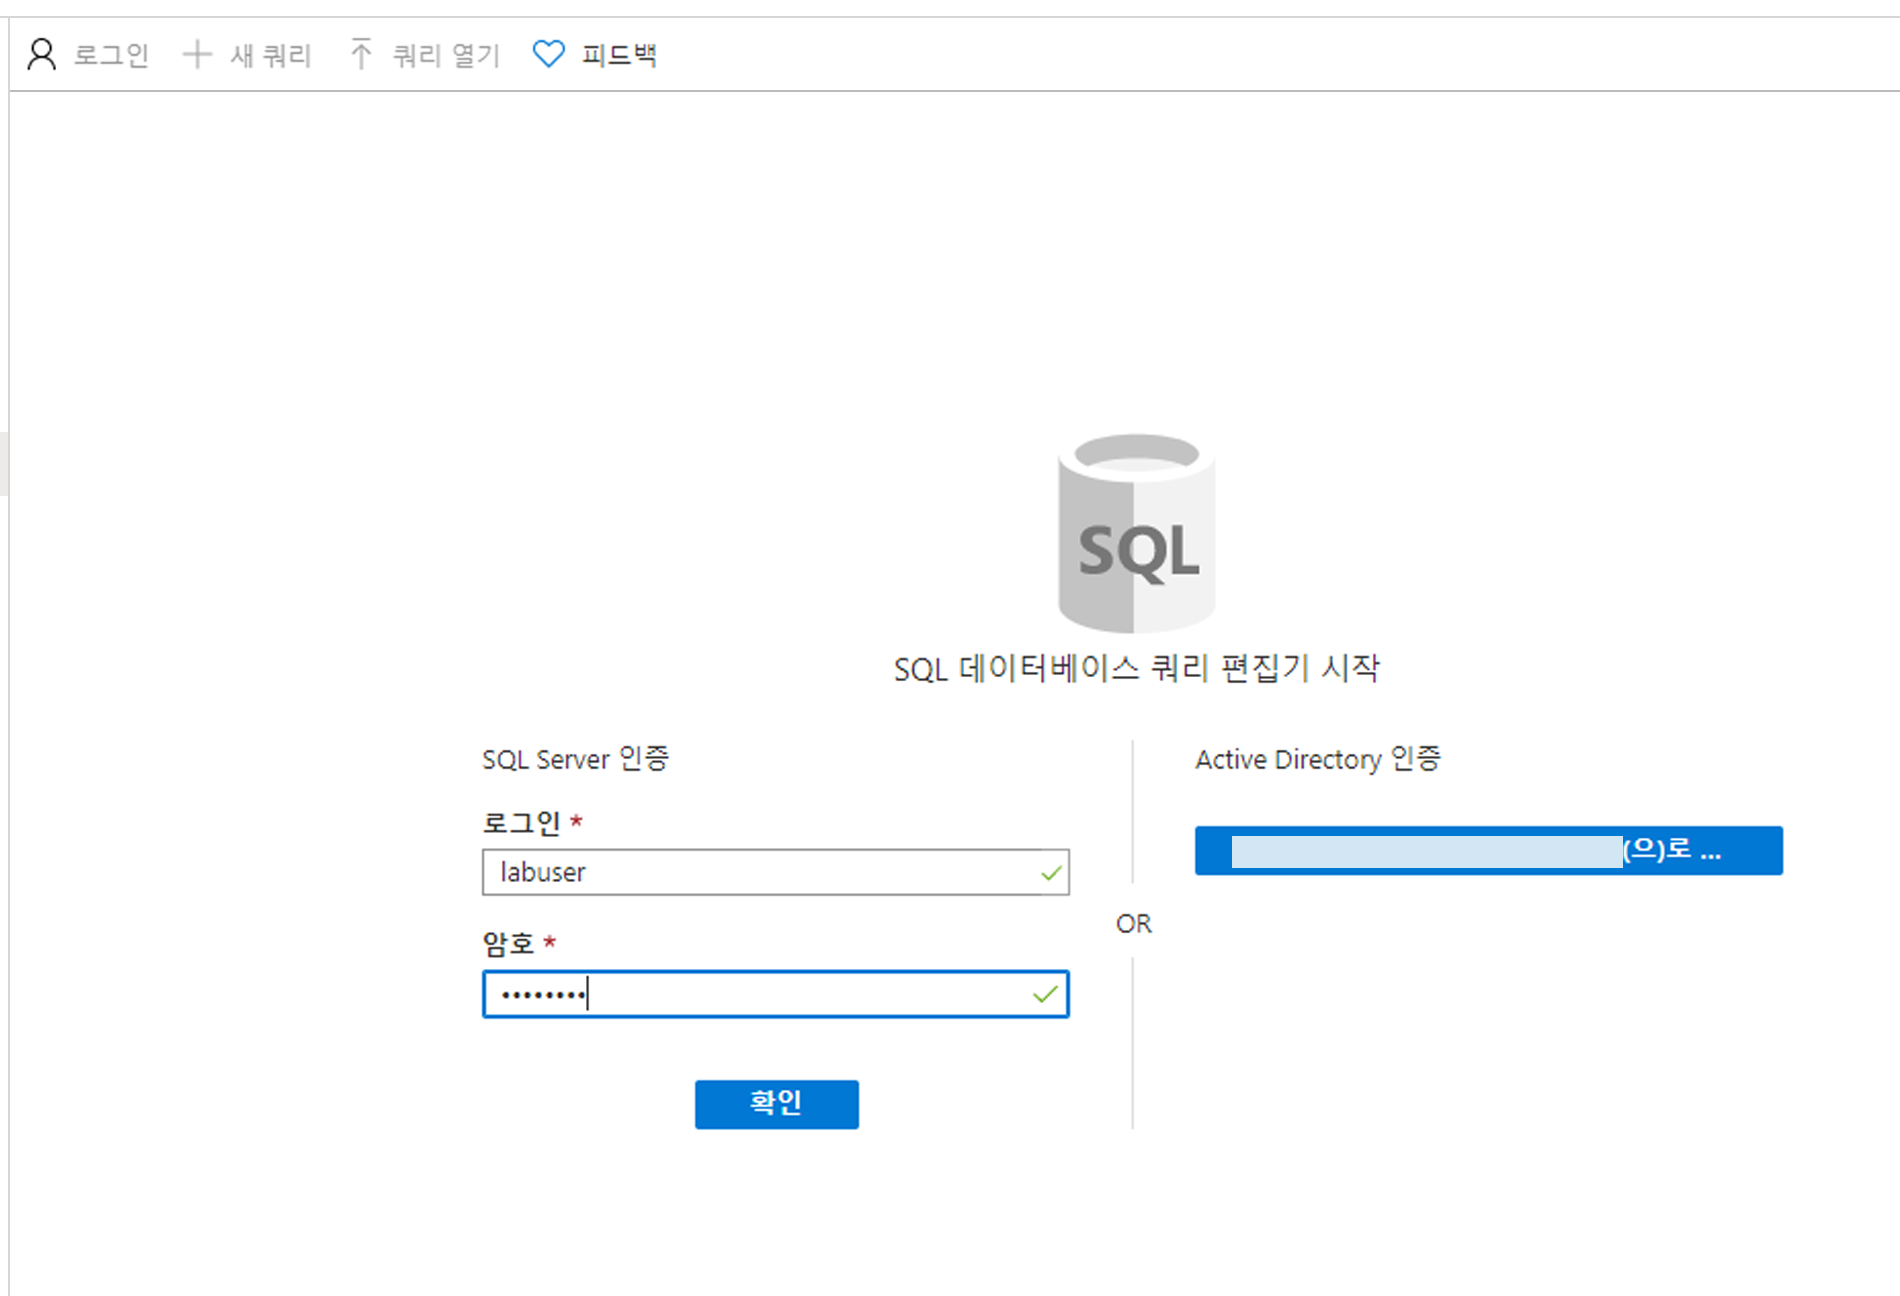 로그인 새 쿼리 쿼리 열기 피드백
SQL
SQL 데이터베이스 쿼리 편집기 시작
SQL Server 인증
로그인 *
labuser
암호 *
••••••••
확인
OR
Active Directory 인증
(으)로 ...